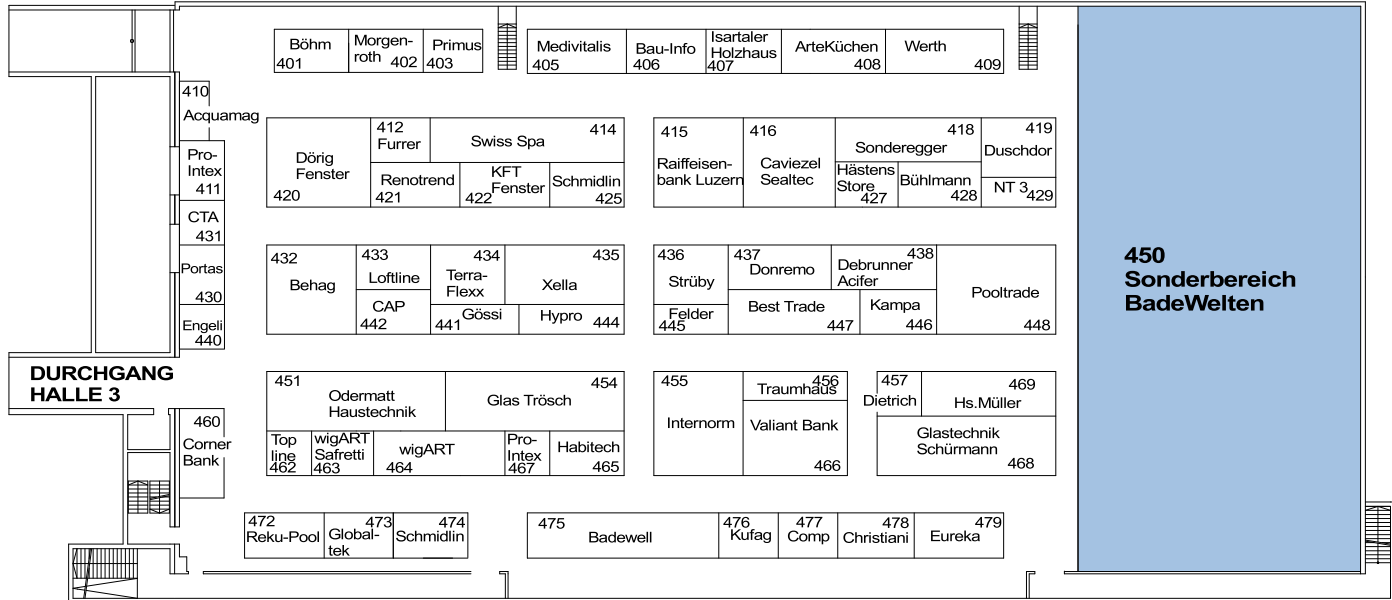 Böhm
401
Morgen-
roth 402
Primus
403
Medivitalis
405
Bau-Info
406
Isartaler
Holzhaus
407
ArteKüchen
408
Werth
409
410
Acquamag
Pro-
Intex
411
CTA
431
Portas
430
Engeli
440
Dörig
Fenster
420
412
Furrer
414
Swiss Spa
Renotrend
421
KFT
Fenster
422
Schmidlin
425
415
Raiffeisen-
bank Luzern
416
Caviezel
Sealtec
418
Sonderegger
419
Duschdor
Hästens
Store
427
Bühlmann
428
NT 3
429
432
Behag
433
Loftline
434
Terra-
Flexx
435
Xella
CAP
442
Gössi
441
Hypro
444
436
Strüby
437
Donremo
438
Debrunner
Acifer
Pooltrade
448
Felder
445
Best Trade
447
Kampa
446
450
Sonderbereich
BadeWelten
DURCHGANG
HALLE 3
451
Odermatt
Haustechnik
454
Glas Trösch
455
Internorm
456
Traumhaus
Valiant Bank
466
457
Dietrich
469
Hs.Müller
Glastechnik
Schürmann
468
460
Corner
Bank
Top
line
462
wigART
Safretti
463
wigART
464
Pro-
Intex
467
Habitech
465
472
Reku-Pool
473
Global-
tek
474
Schmidlin
475
Badewell
476
Kufag
477
Comp
478
Christiani
479
Eureka